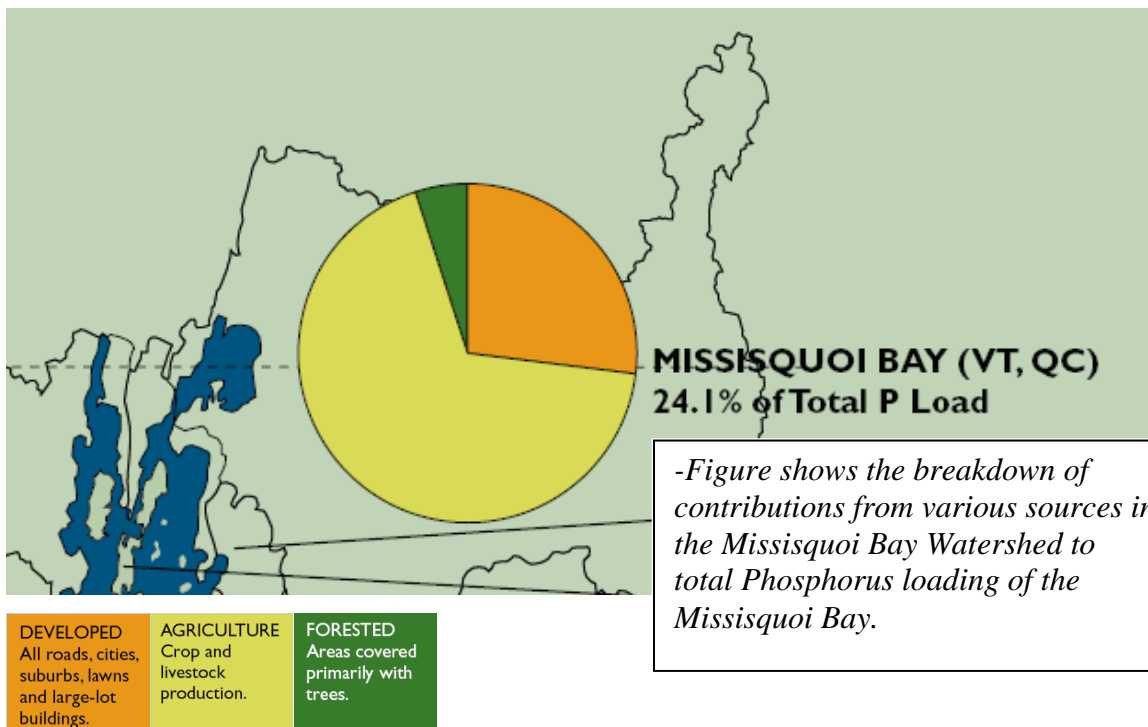 MISSISQUOI BAY (VT, QC)
24.1% of Total P Load
-Figure shows the breakdown of
contributions from various sources in
the Missisquoi Bay Watershed to
total Phosphorus loading of the
Missisquoi Bay.
DEVELOPED
All roads, cities,
suburbs, lawns
and large-lot
buildings.
AGRICULTURE
Crop and
livestock
production.
FORESTED
Areas covered
primarily with
trees.